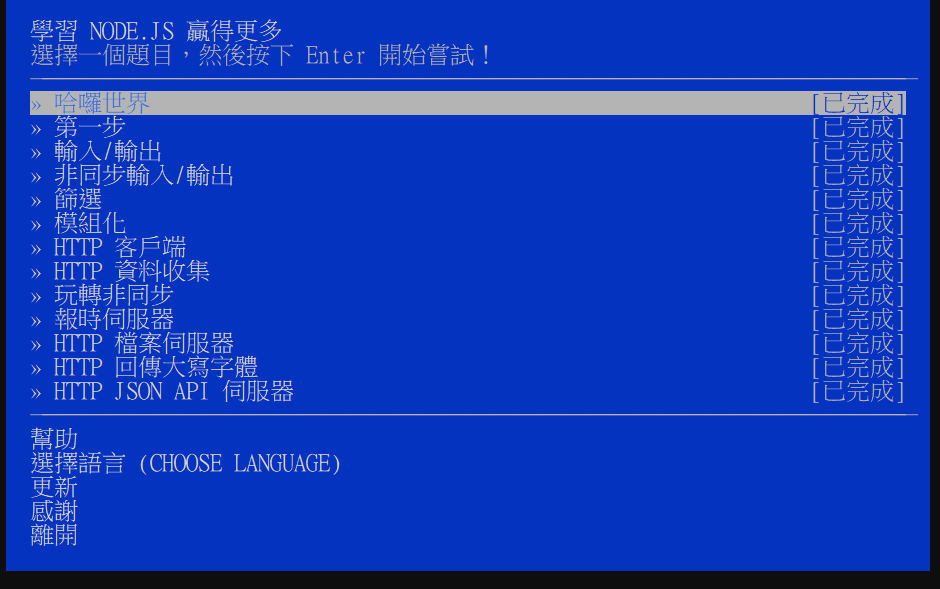 學習 NODE.JS 贏得更多
選擇一個題目，然後按下 Enter 開始嘗試！
» 哈囉世界 [已完成]
» 第一步 [已完成]
» 輸入/輸出 [已完成]
» 非同步輸入/輸出 [已完成]
» 篩選 [已完成]
» 模組化 [已完成]
» HTTP 客戶端 [已完成]
» HTTP 資料收集 [已完成]
» 玩轉非同步 [已完成]
» 報時伺服器 [已完成]
» HTTP 檔案伺服器 [已完成]
» HTTP 回傳大寫字體 [已完成]
» HTTP JSON API 伺服器 [已完成]
幫助
選擇語言 (CHOOSE LANGUAGE)
更新
感謝
離開